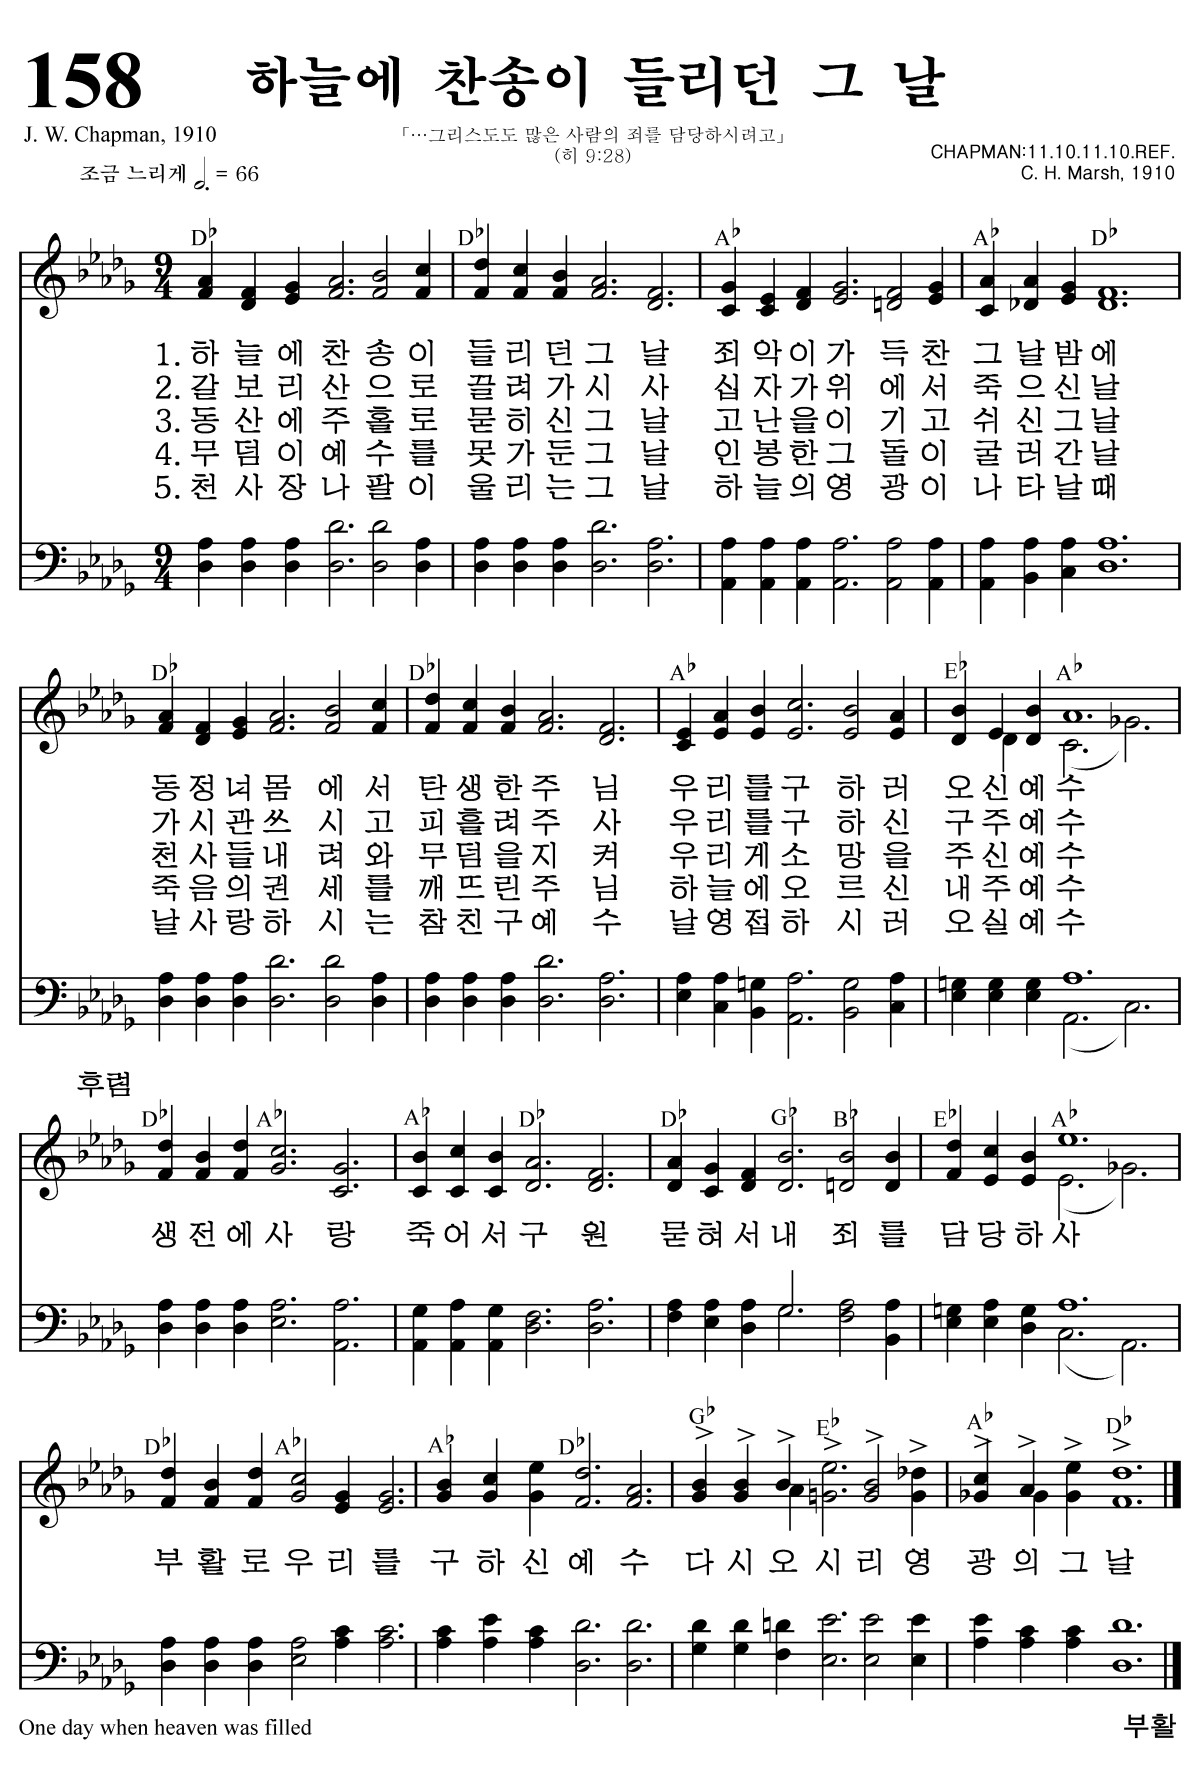 158 하늘에 찬송이 들리던 그 날
J. W. Chapman, 1910
「…그리스도도 많은 사람의 죄를 담당하시려고」
(히 9:28)
CHAPMAN:11.10.11.10.REF.
C. H. Marsh, 1910
조금 느리게 𝅗𝅥. = 66
D♭ D♭ A♭ A♭ D♭
9 4
1. 하 늘 에 찬 송 이 들 리 던 그 날 죄 악 이 가 득 찬 그 날 밤 에
2. 갈 보 리 산 으 로 끌 려 가 시 사 십 자 가 위 에 서 죽 으 신 날
3. 동 산 에 주 홀 로 묻 히 신 그 날 고 난 을 이 기 고 쉬 신 그 날
4. 무 덤 이 예 수 를 못 가 둔 그 날 인 봉 한 그 돌 이 굴 러 간 날
5. 천 사 장 나 팔 이 울 리 는 그 날 하 늘 의 영 광 이 나 타 날 때
9 4
D♭ D♭ A♭ E♭ A♭
동 정 녀 몸 에 서 탄 생 한 주 님 우 리 를 구 하 러 오 신 예 수
가 시 관 쓰 시 고 피 흘 려 주 사 우 리 를 구 하 신 구 주 예 수
천 사 들 내 려 와 무 덤 을 지 켜 우 리 게 소 망 을 주 신 예 수
죽 음 의 권 세 를 깨 뜨 린 주 님 하 늘 에 오 르 신 내 주 예 수
날 사 랑 하 시 는 참 친 구 예 수 날 영 접 하 시 러 오 실 예 수
후렴
D♭ A♭ A♭ D♭ D♭ G♭ B♭ E♭ A♭
생 전 에 사 랑 죽 어 서 구 원 묻 혀 서 내 죄 를 담 당 하 사
D♭ A♭ A♭ D♭ G♭ E♭ A♭ D♭
부 활 로 우 리 를 구 하 신 예 수 다 시 오 시 리 영 광 의 그 날
One day when heaven was filled
부활